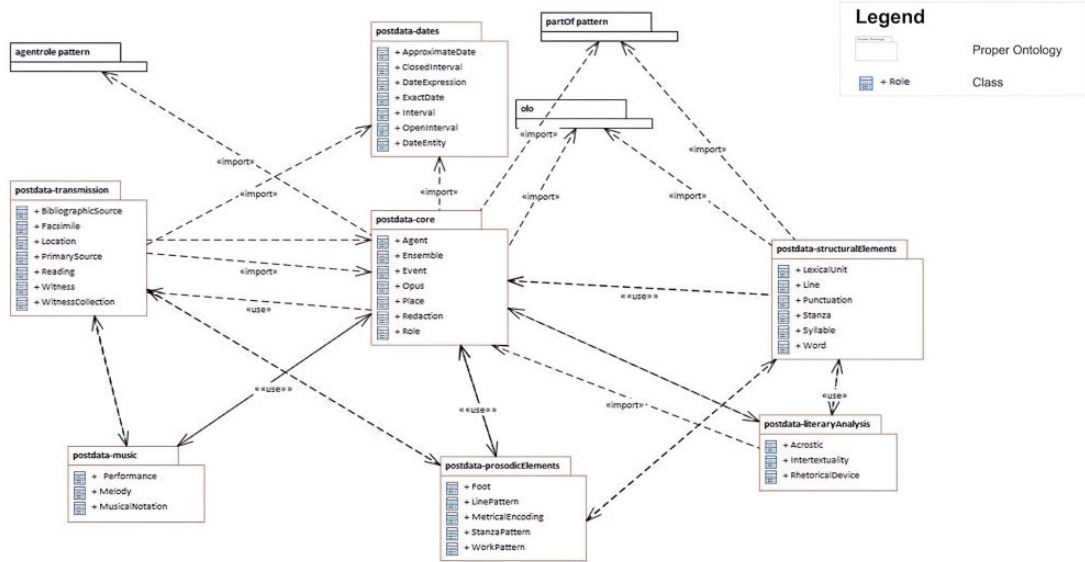 agentrole pattern
postdata-dates
+ ApproximateDate
+ ClosedInterval
+ DateExpression
+ ExactDate
+ Interval
+ OpenInterval
+ DateEntity
partOf pattern
olo
Legend
Proper Ontology
+ Role
Class
«import»
«import»
«import»
«import»
«import»
«import»
«import»
postdata-transmission
+ BibliographicSource
+ Facsimile
+ Location
+ PrimarySource
+ Reading
+ Witness
+ WitnessCollection
«import»
«use»
postdata-core
+ Agent
+ Ensemble
+ Event
+ Opus
+ Place
+ Redaction
+ Role
postdata-structuralElements
+ LexicalUnit
+ Line
+ Punctuation
+ Stanza
+ Syllable
+ Word
««use»»
««use»»
««use»»
«import»
«use»
postdata-music
+ Performance
+ Melody
+ MusicalNotation
postdata-prosodicElements
+ Foot
+ LinePattern
+ MetricalEncoding
+ StanzaPattern
+ WorkPattern
postdata-literaryAnalysis
+ Acrostic
+ Intertextuality
+ RhetoricalDevice